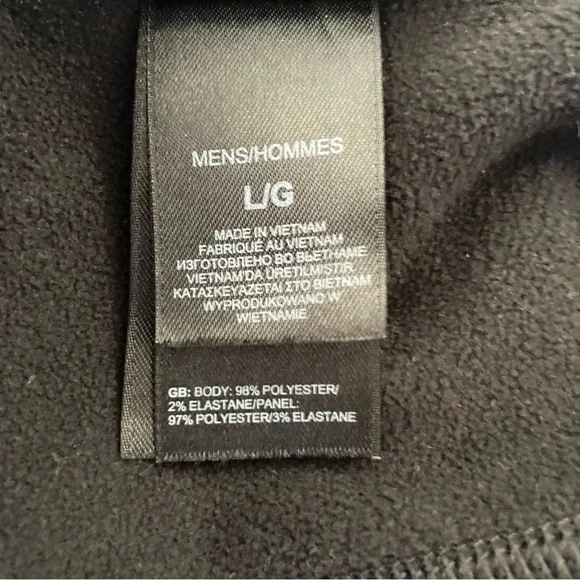 MENS/HOMMES
L/G
MADE IN VIETNAM
FABRIQUÉ AU VIETNAM
ИЗГОТОВЛЕНО ВО ВЬЕТНАМЕ
VIETNAM'DA ÜRETILMISTIR
ΚΑΤΑΣΚΕΥΑΖΕΤΑΙ ΣΤΟ ΒΙΕΤΝΑΜ
WYPRODUKOWANO W
WIETNAMIE
GB: BODY: 98% POLYESTER/
2% ELASTANE/PANEL:
97% POLYESTER/3% ELASTANE